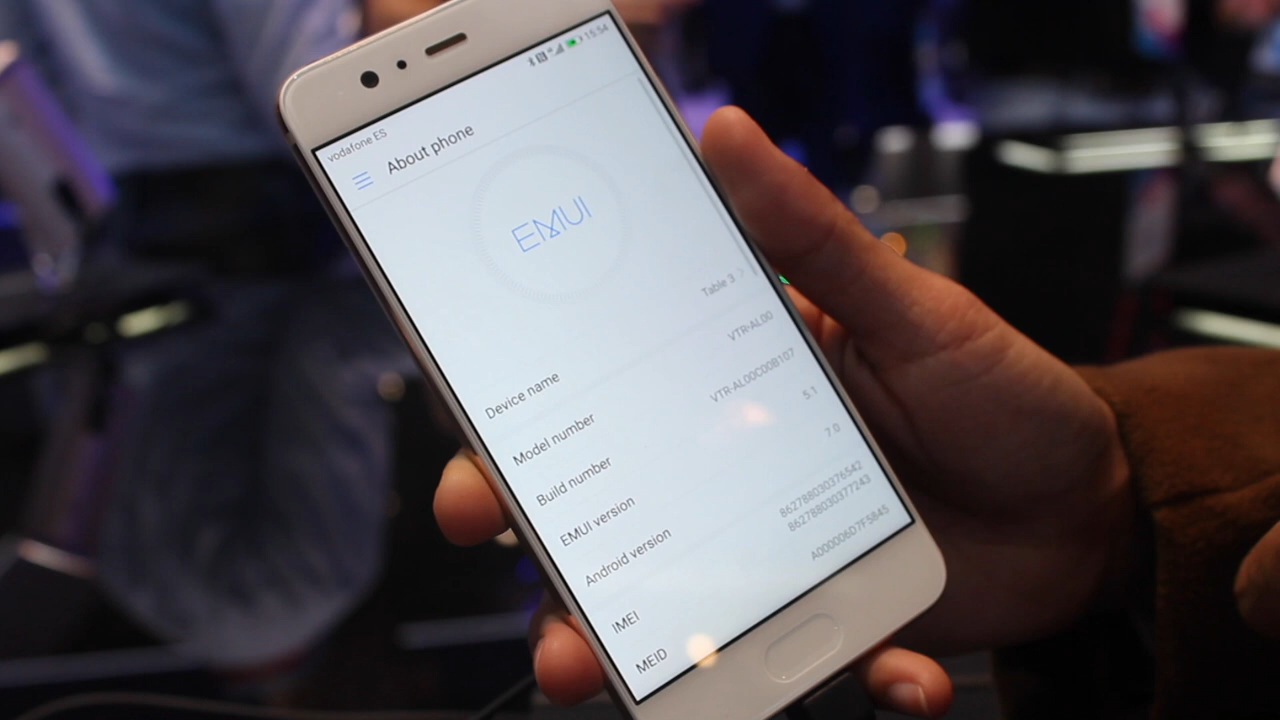 vodafone ES 15:54
About phone
EMUI
Device name Table 3
Model number VTR-AL00
Build number VTR-AL00C00B107
EMUI version 5.1
Android version 7.0
IMEI 862788030376542
862788030377243
MEID A000006D7F5845